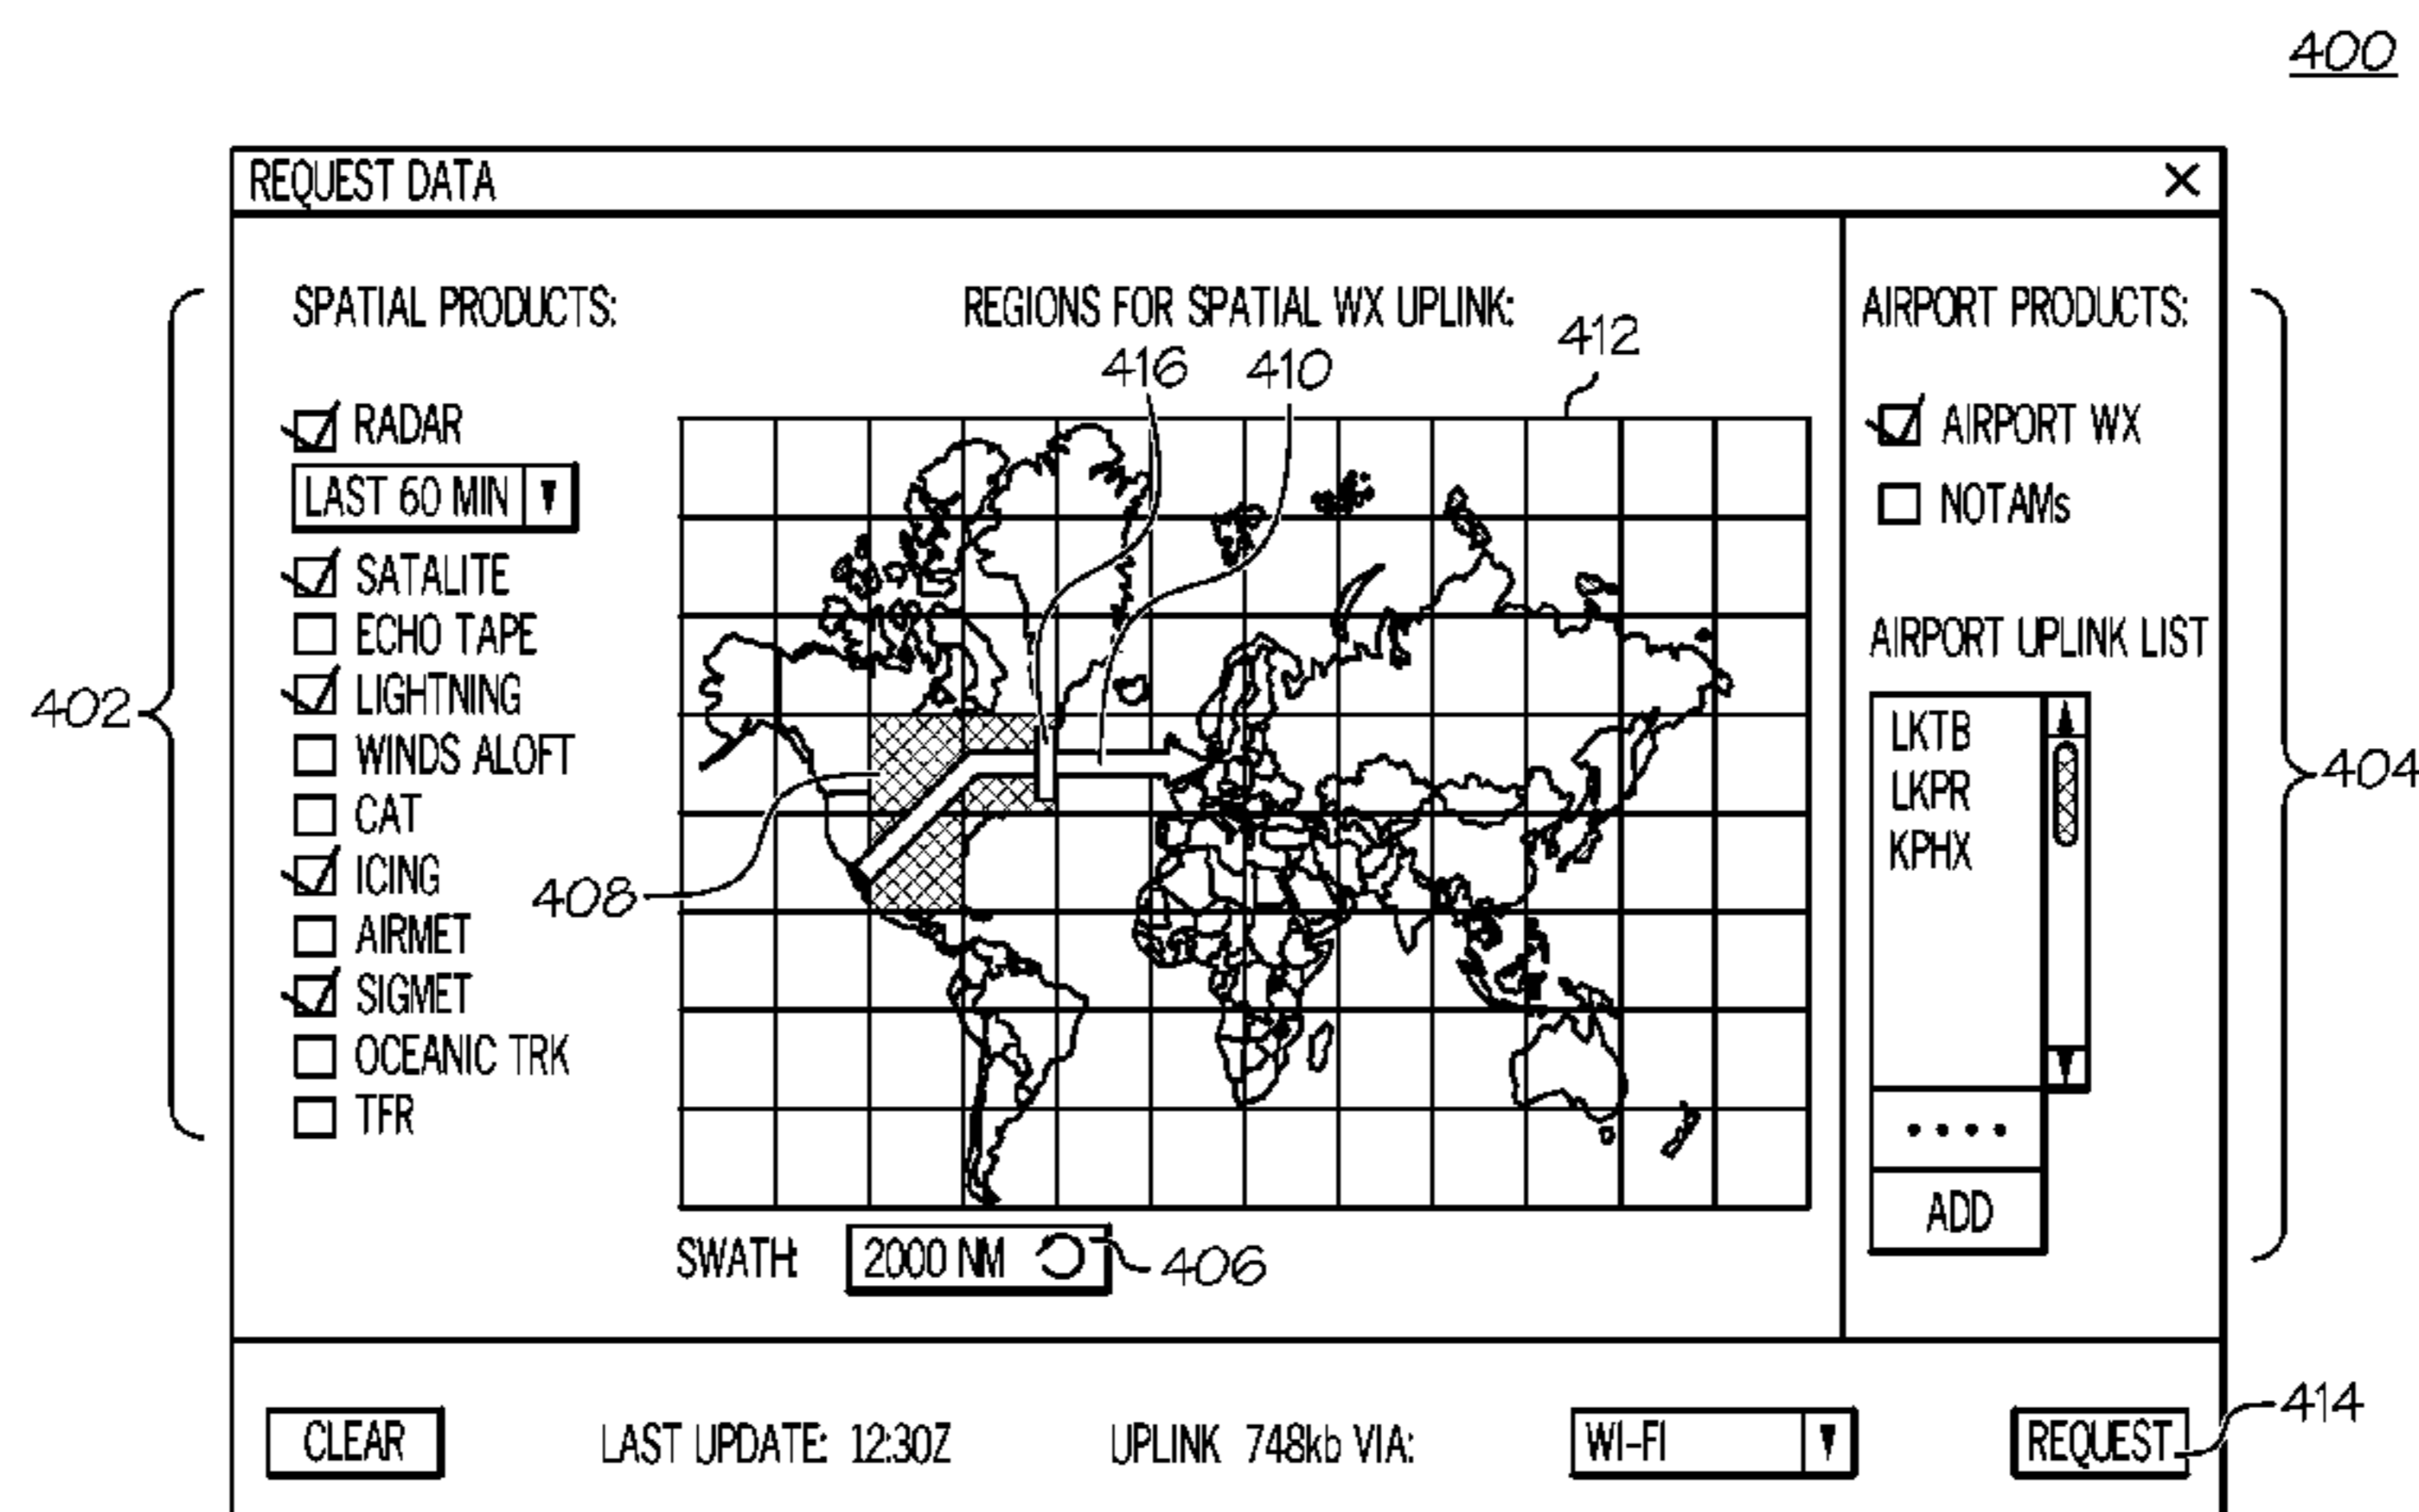 400
REQUEST DATA X
SPATIAL PRODUCTS:
RADAR
LAST 60 MIN
SATALITE
ECHO TAPE
LIGHTNING
WINDS ALOFT
CAT
ICING
AIRMET
SIGMET
OCEANIC TRK
TFR
402
REGIONS FOR SPATIAL WX UPLINK:
412
416 410
408
SWATH: 2000 NM 406
AIRPORT PRODUCTS:
AIRPORT WX
NOTAMs
AIRPORT UPLINK LIST
LKTB
LKPR
KPHX
....
ADD
404
CLEAR LAST UPDATE: 12:30Z UPLINK 748kb VIA: WI-FI REQUEST 414